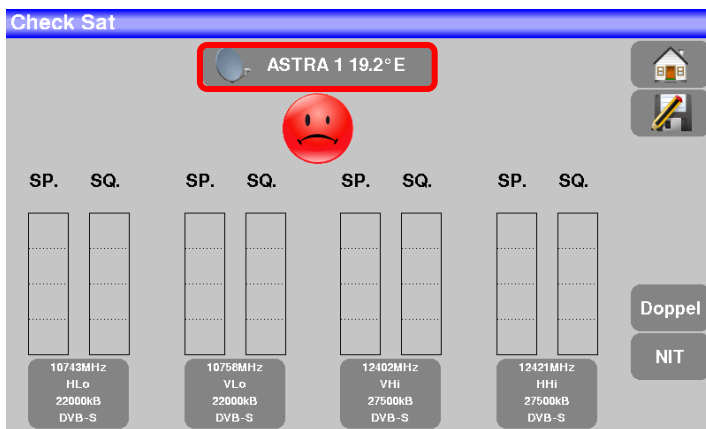 Check Sat
ASTRA 1 19.2° E
SP. SQ. SP. SQ. SP. SQ. SP. SQ.
Doppel
NIT
10743MHz 10758MHz 12402MHz 12421MHz
HLo VLo VHi HHi
22000kB 22000kB 27500kB 27500kB
DVB-S DVB-S DVB-S DVB-S